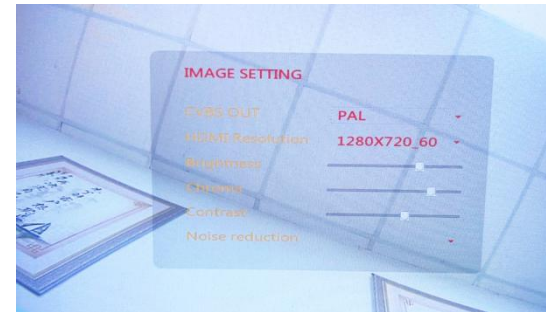 IMAGE SETTING
CVBS OUT PAL
HDMI Resolution 1280X720_60
Brightness
Chroma
Contrast
Noise reduction